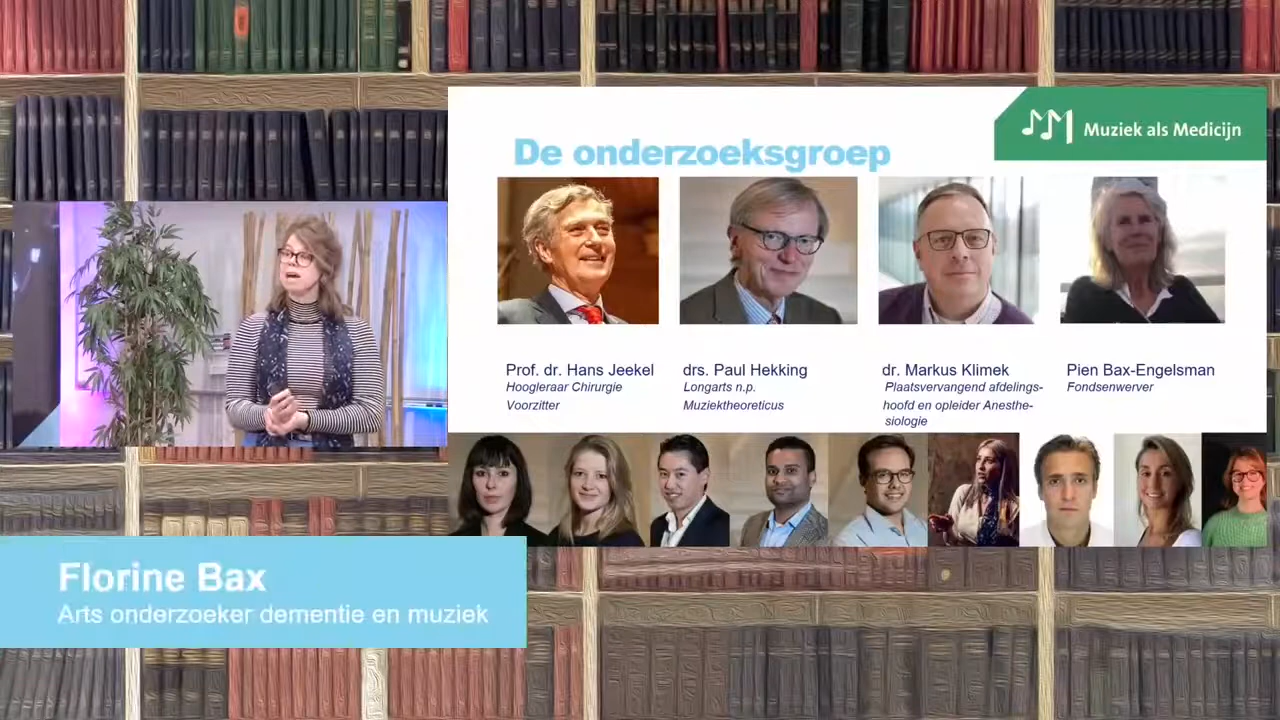 Muziek als Medicijn
De onderzoeksgroep
Prof. dr. Hans Jeekel
Hoogleraar Chirurgie
Voorzitter
drs. Paul Hekking
Longarts n.p.
Muziektheoreticus
dr. Markus Klimek
Plaatsvervangend afdelings-
hoofd en opleider Anesthe-
siologie
Pien Bax-Engelsman
Fondsenwerver
Florine Bax
Arts onderzoeker dementie en muziek